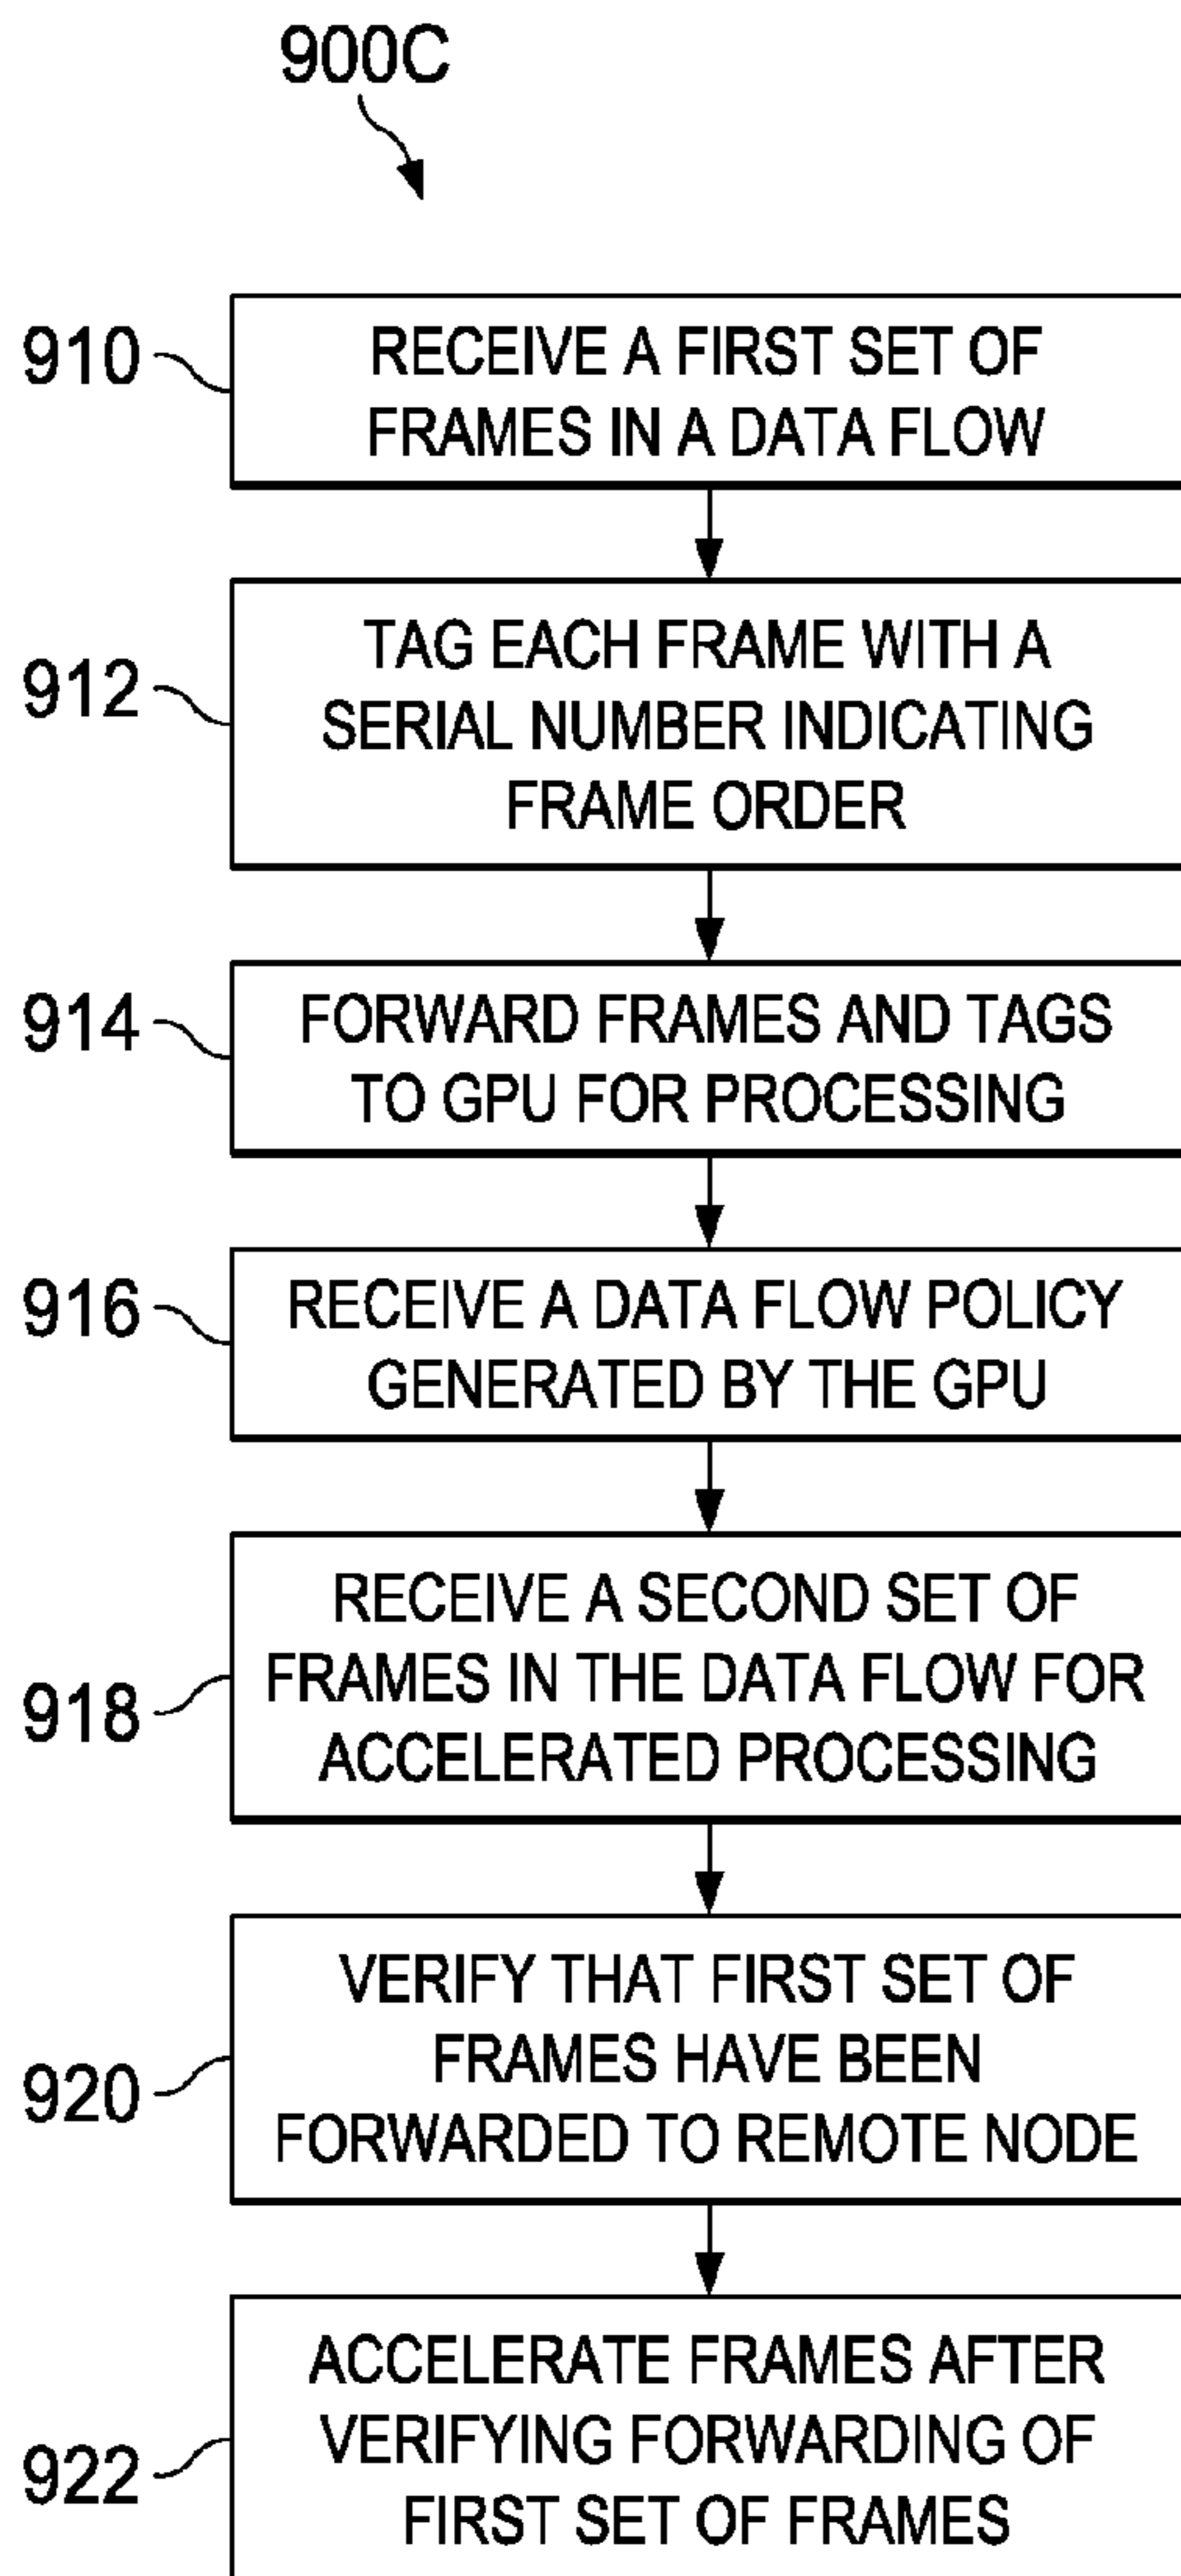 900C
910
RECEIVE A FIRST SET OF
FRAMES IN A DATA FLOW
912
TAG EACH FRAME WITH A
SERIAL NUMBER INDICATING
FRAME ORDER
914
FORWARD FRAMES AND TAGS
TO GPU FOR PROCESSING
916
RECEIVE A DATA FLOW POLICY
GENERATED BY THE GPU
918
RECEIVE A SECOND SET OF
FRAMES IN THE DATA FLOW FOR
ACCELERATED PROCESSING
920
VERIFY THAT FIRST SET OF
FRAMES HAVE BEEN
FORWARDED TO REMOTE NODE
922
ACCELERATE FRAMES AFTER
VERIFYING FORWARDING OF
FIRST SET OF FRAMES